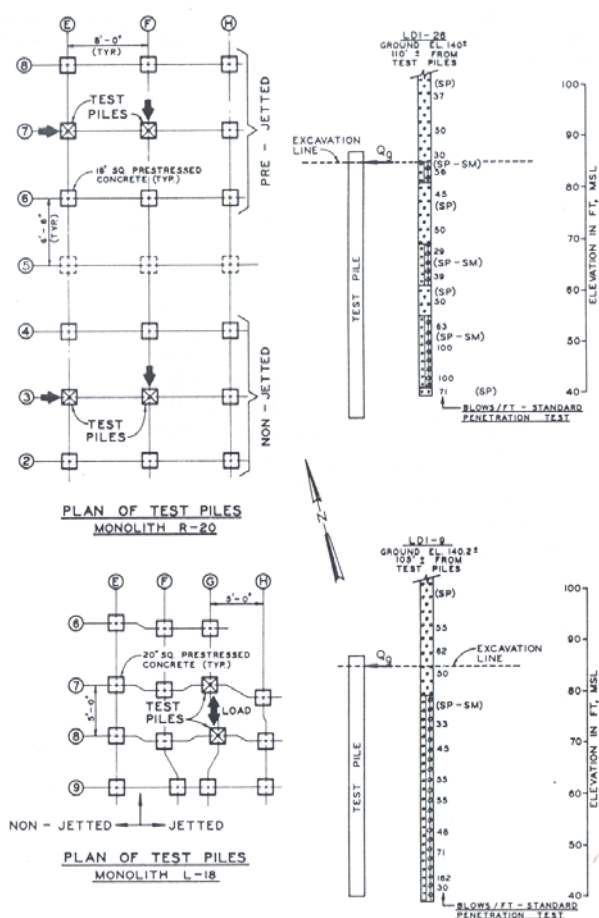 E F H
8'-0"
(TYP.)
8
TEST
PILES
7
PRE - JETTED
18" SQ. PRESTRESSED
CONCRETE (TYP.)
6
(TYP.)
5
4
NON - JETTED
3
TEST
PILES
2
PLAN OF TEST PILES
MONOLITH R-20
LDI-26
GROUND EL. 140±
110' ± FROM
TEST PILES
(SP)
37
50
EXCAVATION
LINE
Qg
30
(SP-SM)
56
45
(SP)
50
29
(SP-SM)
39
(SP)
50
63
(SP-SM)
100
100
71 (SP)
BLOWS/FT - STANDARD
PENETRATION TEST
TEST PILE
100
90
80
70
60
50
40
ELEVATION IN FT, MSL
N
E F G H
5'-0"
6
20" SQ. PRESTRESSED
CONCRETE (TYP.)
7
TEST
PILES
LOAD
5'-0"
8
9
NON - JETTED JETTED
PLAN OF TEST PILES
MONOLITH L-18
LDI-9
GROUND EL. 140.2±
105' ± FROM
TEST PILES
(SP)
55
62
Qg
EXCAVATION
LINE
50
(SP-SM)
33
45
55
55
46
71
162
30
BLOWS/FT - STANDARD
PENETRATION TEST
TEST PILE
100
90
80
70
60
50
40
ELEVATION IN FT, MSL